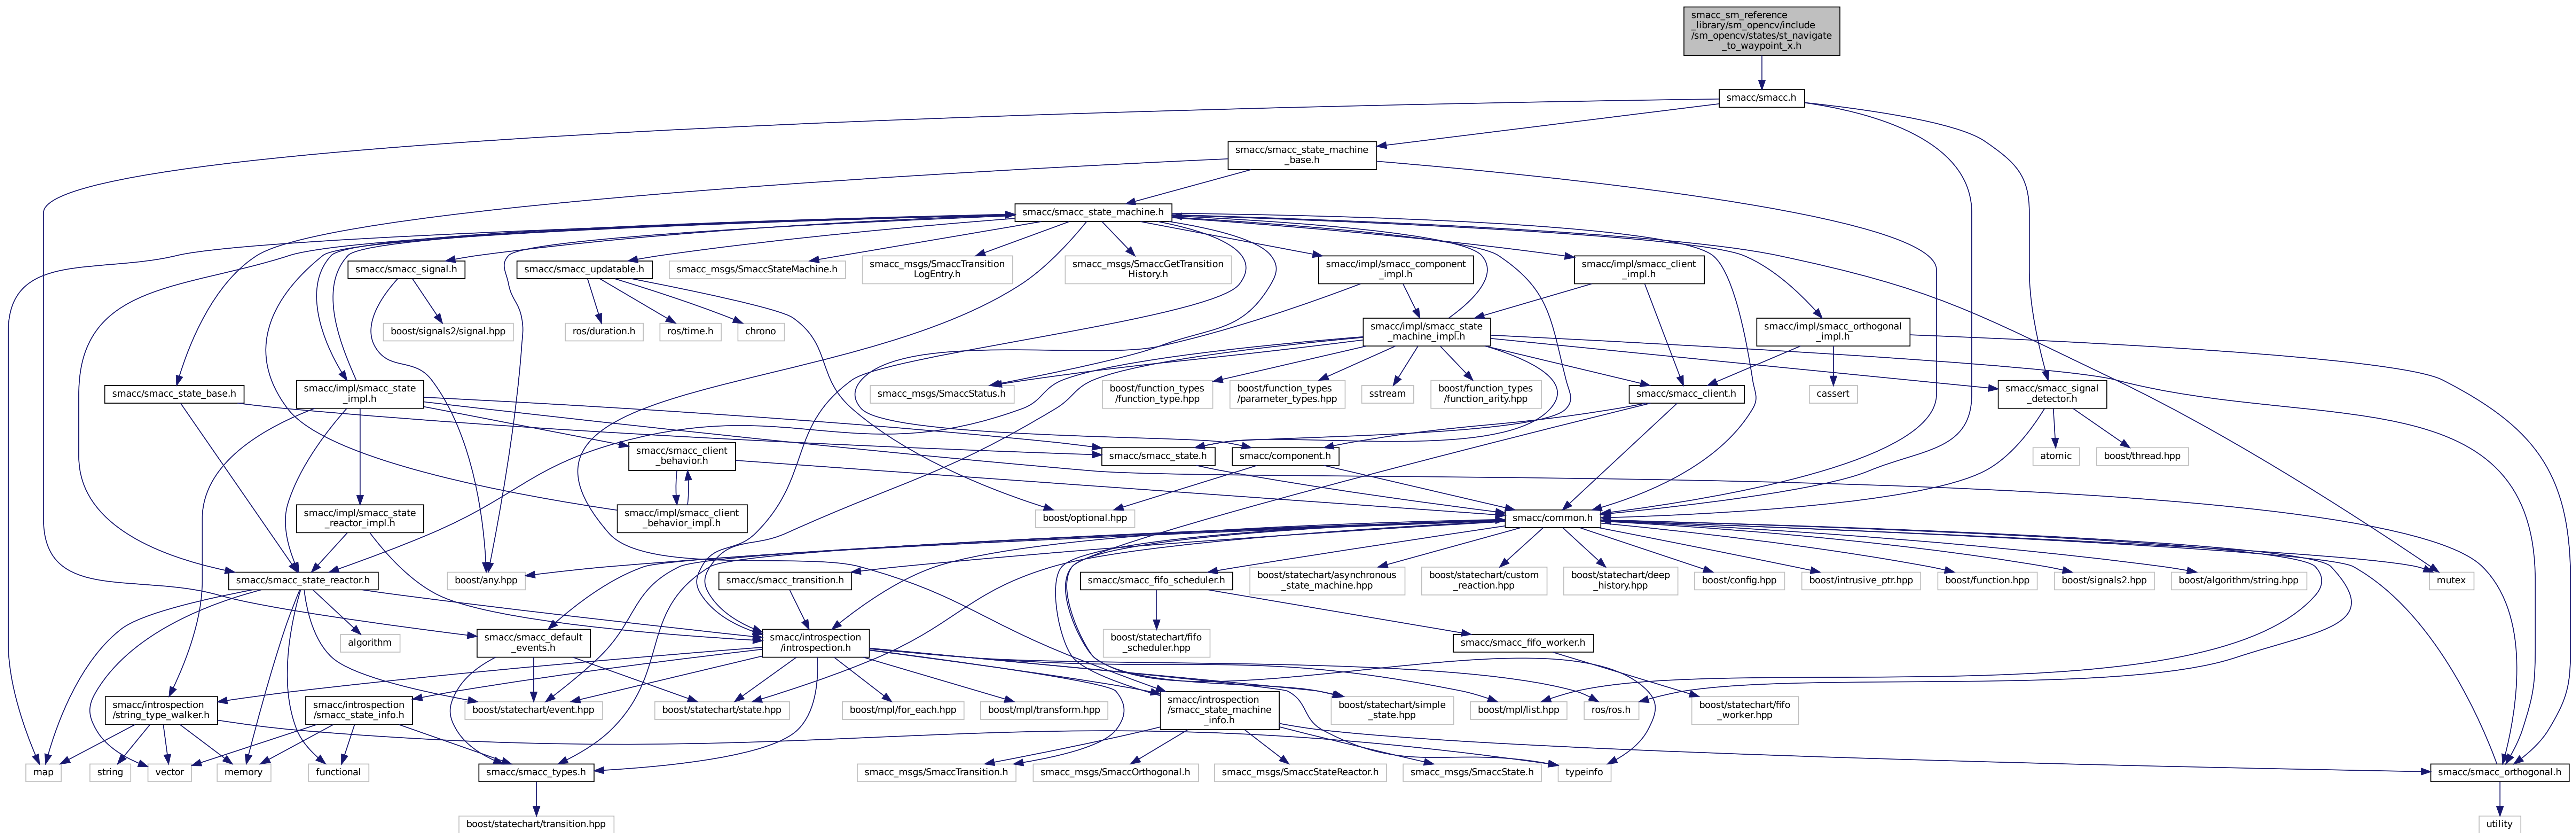 smacc_sm_reference
_library/sm_opencv/include
/sm_opencv/states/st_navigate
_to_waypoint_x.h
smacc/smacc.h
smacc/smacc_state_machine
_base.h
smacc/smacc_state_machine.h
smacc/smacc_signal.h
smacc/smacc_updatable.h
smacc_msgs/SmaccStateMachine.h
smacc_msgs/SmaccTransition
LogEntry.h
smacc_msgs/SmaccGetTransition
History.h
smacc/impl/smacc_component
_impl.h
smacc/impl/smacc_client
_impl.h
boost/signals2/signal.hpp
ros/duration.h
ros/time.h
chrono
smacc/impl/smacc_state
_machine_impl.h
smacc/impl/smacc_orthogonal
_impl.h
smacc/smacc_state_base.h
smacc/impl/smacc_state
_impl.h
smacc_msgs/SmaccStatus.h
boost/function_types
/function_type.hpp
boost/function_types
/parameter_types.hpp
sstream
boost/function_types
/function_arity.hpp
smacc/smacc_client.h
cassert
smacc/smacc_signal
_detector.h
smacc/smacc_client
_behavior.h
smacc/smacc_state.h
smacc/component.h
atomic
boost/thread.hpp
smacc/impl/smacc_state
_reactor_impl.h
smacc/impl/smacc_client
_behavior_impl.h
boost/optional.hpp
smacc/common.h
smacc/smacc_state_reactor.h
boost/any.hpp
smacc/smacc_transition.h
smacc/smacc_fifo_scheduler.h
boost/statechart/asynchronous
_state_machine.hpp
boost/statechart/custom
_reaction.hpp
boost/statechart/deep
_history.hpp
boost/config.hpp
boost/intrusive_ptr.hpp
boost/function.hpp
boost/signals2.hpp
boost/algorithm/string.hpp
mutex
algorithm
smacc/smacc_default
_events.h
smacc/introspection
/introspection.h
boost/statechart/fifo
_scheduler.hpp
smacc/smacc_fifo_worker.h
smacc/introspection
/string_type_walker.h
smacc/introspection
/smacc_state_info.h
boost/statechart/event.hpp
boost/statechart/state.hpp
boost/mpl/for_each.hpp
boost/mpl/transform.hpp
smacc/introspection
/smacc_state_machine
_info.h
boost/statechart/simple
_state.hpp
boost/mpl/list.hpp
ros/ros.h
boost/statechart/fifo
_worker.hpp
map
string
vector
memory
functional
smacc/smacc_types.h
smacc_msgs/SmaccTransition.h
smacc_msgs/SmaccOrthogonal.h
smacc_msgs/SmaccStateReactor.h
smacc_msgs/SmaccState.h
typeinfo
smacc/smacc_orthogonal.h
boost/statechart/transition.hpp
utility